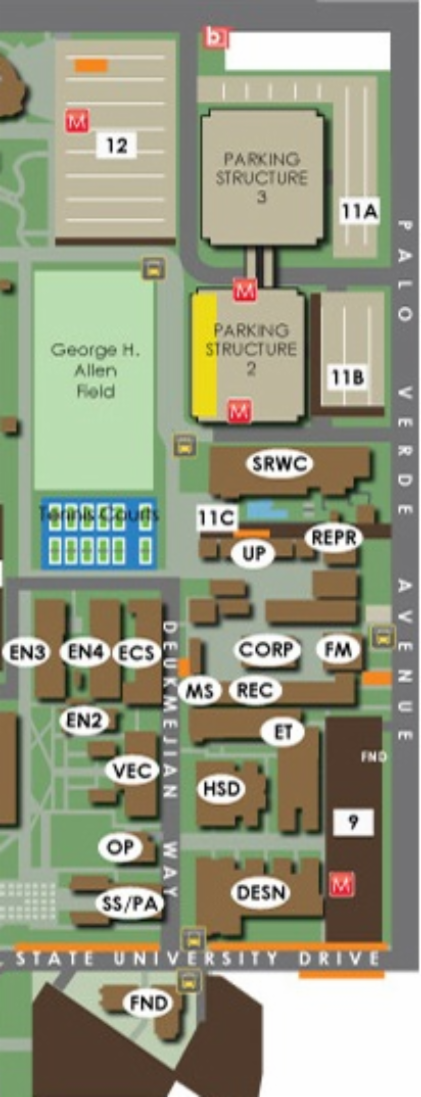 b
M
12
PARKING
STRUCTURE
3
11A
PALO VERDE AVENUE
M
George H.
Allen
Field
PARKING
STRUCTURE
2
11B
M
SRWC
Tennis Courts
11C
UP
REPR
EN3
EN4
ECS
DEUKMEJIAN WAY
CORP
FM
MS
REC
EN2
ET
VEC
FND
HSD
9
OP
DESN
M
SS/PA
STATE UNIVERSITY DRIVE
FND